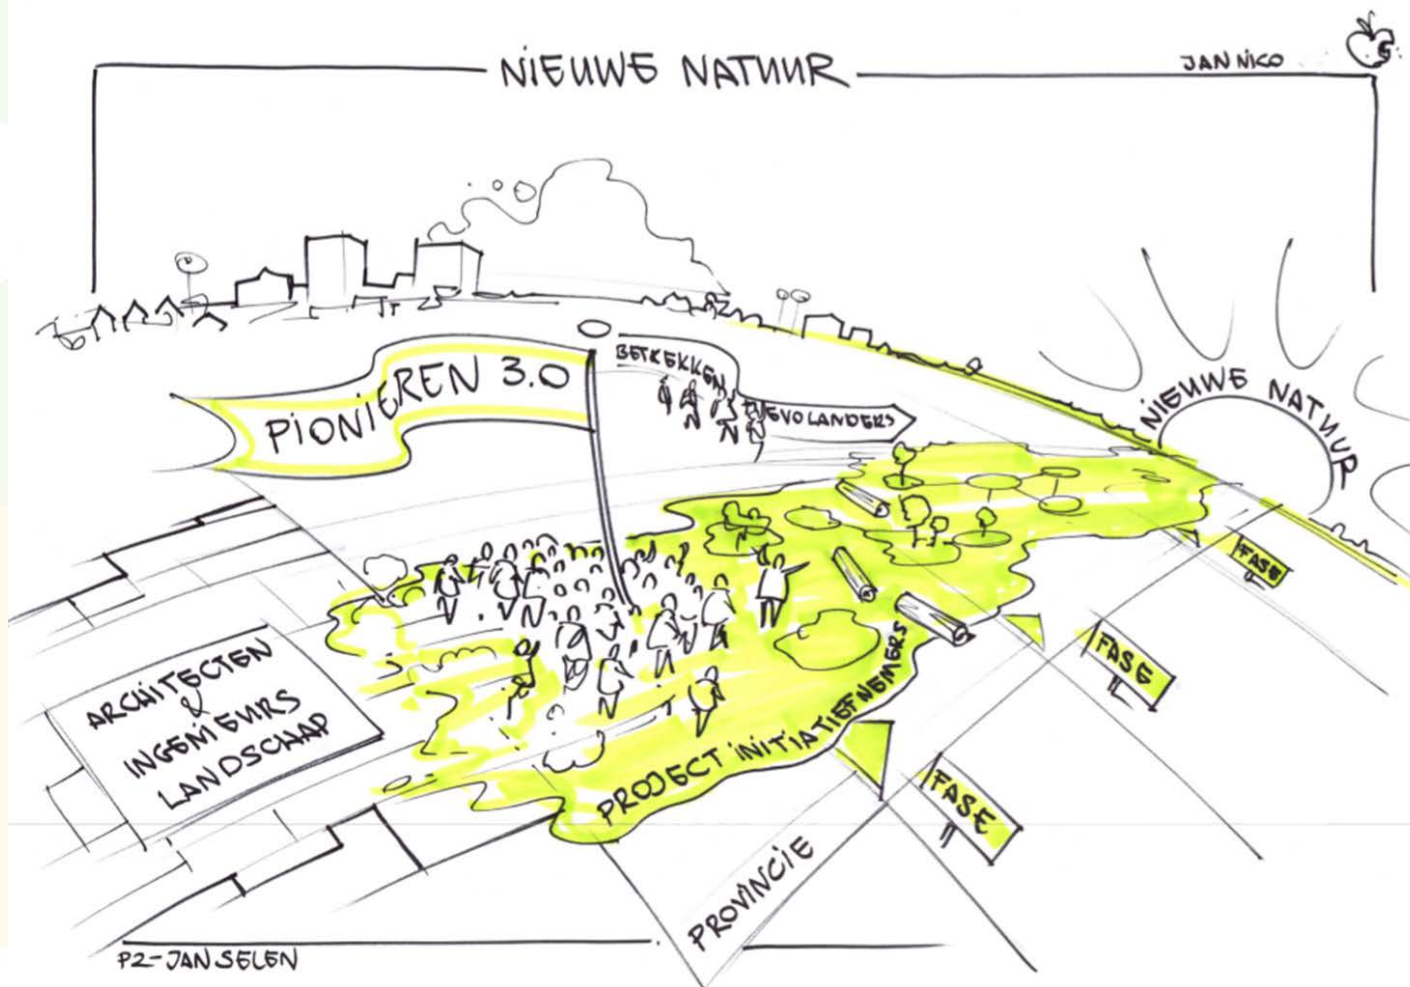 NIEUWE NATUUR
JAN NICO
PIONIEREN 3.0
BETREKKEN
FLEVOLANDERS
NIEUWE NATUUR
FASE
FASE
FASE
ARCHITECTEN
&
INGENIEURS
LANDSCHAP
PROJECT INITIATIEFNEMERS
PROVINCIE
P2-JAN SELEN